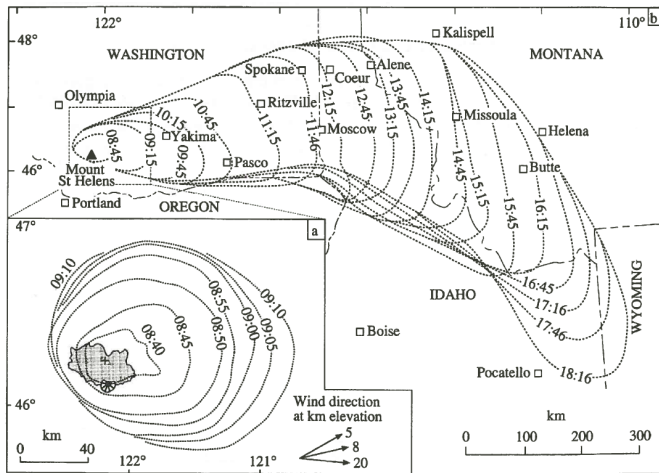 122° 110° b
48°
WASHINGTON
Kalispell
MONTANA
Spokane
Coeur
Alene
Olympia
Ritzville
Moscow
Missoula
Helena
Yakima
Pasco
Butte
08:45
09:15
09:45
10:15
10:45
11:15
11:46
12:15
12:45
13:15
13:45
14:15
14:45
15:15
15:45
16:15
16:45
17:16
17:46
18:16
46°
Mount
St Helens
Portland
OREGON
IDAHO
WYOMING
Boise
Pocatello
47°
a
09:10
08:55
09:10
08:40
08:45
08:50
09:00
09:05
46°
km
0 40
122° 121°
Wind direction
at km elevation
5
8
20
km
0 100 200 300